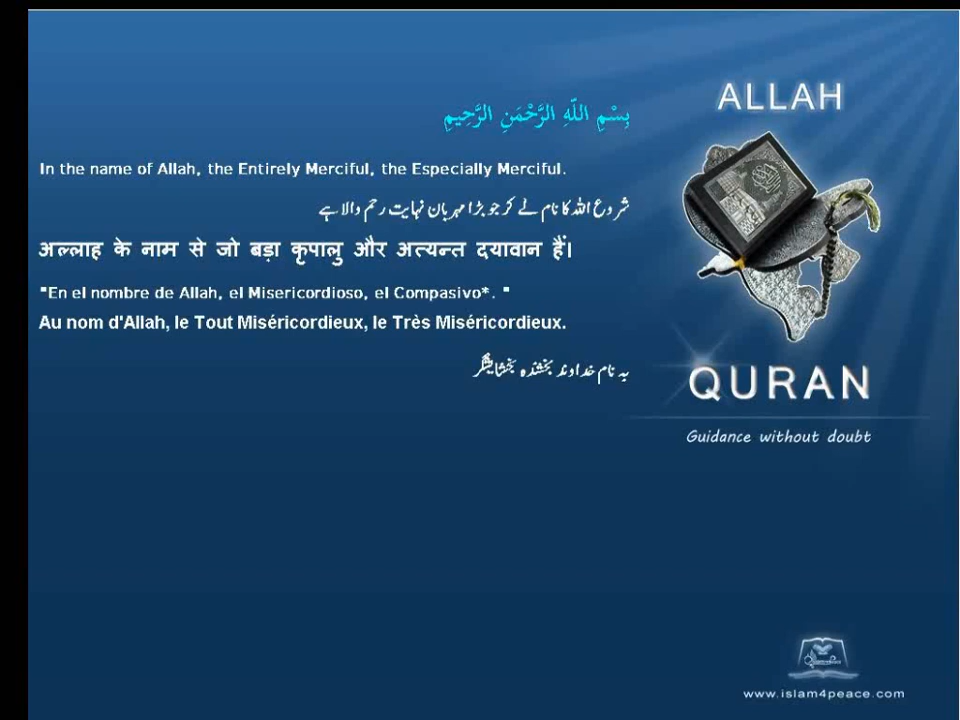 بِسْمِ اللَّهِ الرَّحْمَنِ الرَّحِيمِ
In the name of Allah, the Entirely Merciful, the Especially Merciful.
شروع الله کا نام لے کر جو بڑا مہربان نہایت رحم والا ہے
अल्लाह के नाम से जो बड़ा कृपालु और अत्यन्त दयावान हैं।
"En el nombre de Allah, el Misericordioso, el Compasivo*. "
Au nom d'Allah, le Tout Miséricordieux, le Très Miséricordieux.
به نام خداوند بخشنده بخشایشگر
ALLAH
QURAN
Guidance without doubt
www.islam4peace.com